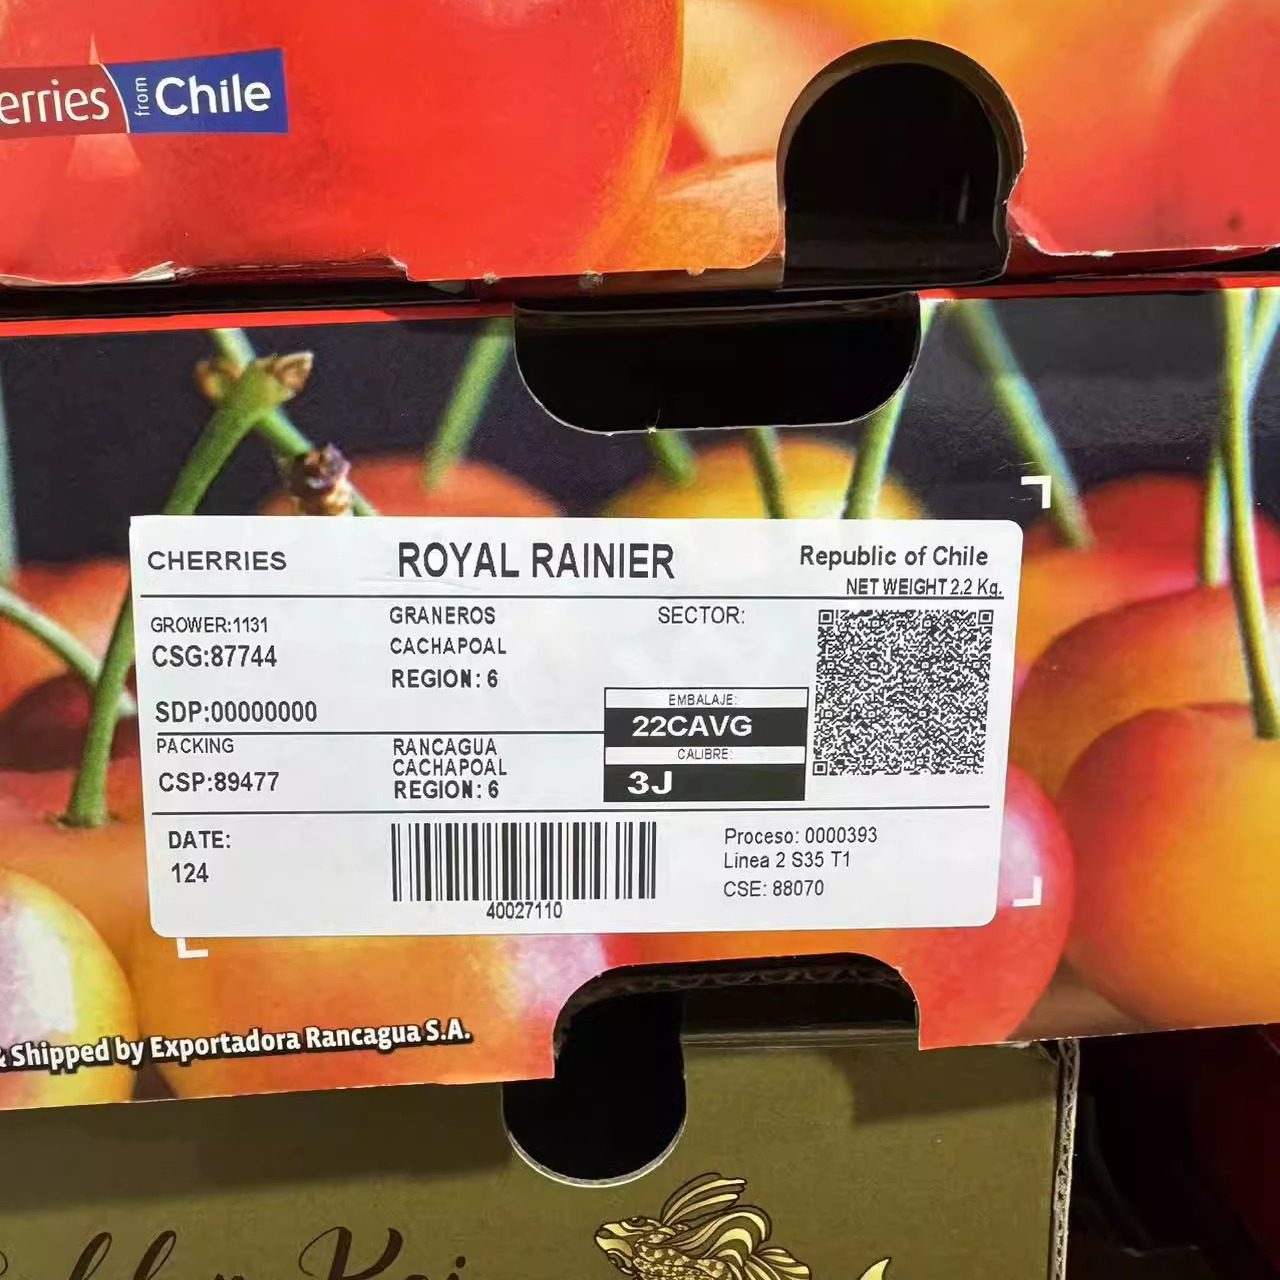 erries from Chile
CHERRIES ROYAL RAINIER Republic of Chile
NET WEIGHT 2.2 Kg.
GROWER:1131 GRANEROS SECTOR:
CSG:87744 CACHAPOAL
REGION: 6
SDP:00000000
EMBALAJE:
22CAVG
PACKING RANCAGUA
CACHAPOAL
CSP:89477 REGION: 6
CALIBRE:
3J
DATE:
124
40027110
Proceso: 0000393
Linea 2 S35 T1
CSE: 88070
& Shipped by Exportadora Rancagua S.A.
Koi